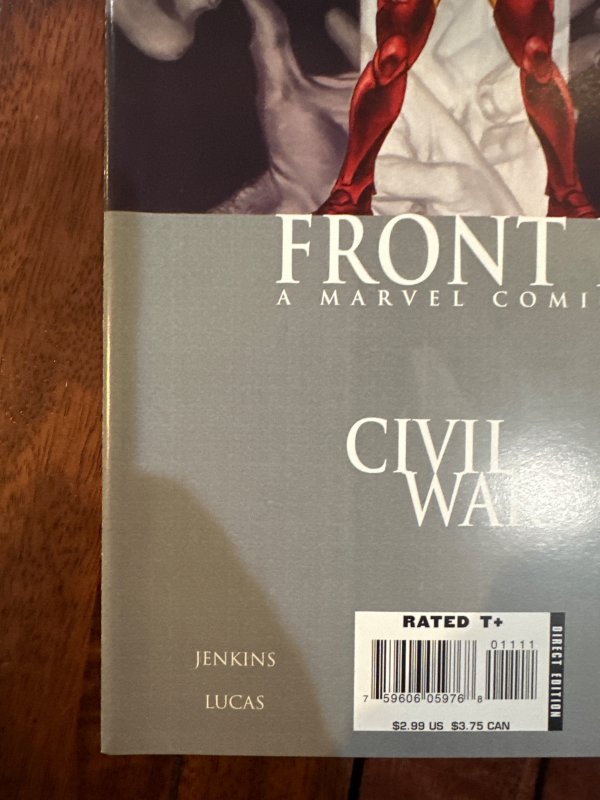 FRONT
A MARVEL COMI
CIVIL
WAR
RATED T+
01111
DIRECT EDITION
7 59606 05976 8
$2.99 US $3.75 CAN
JENKINS
LUCAS